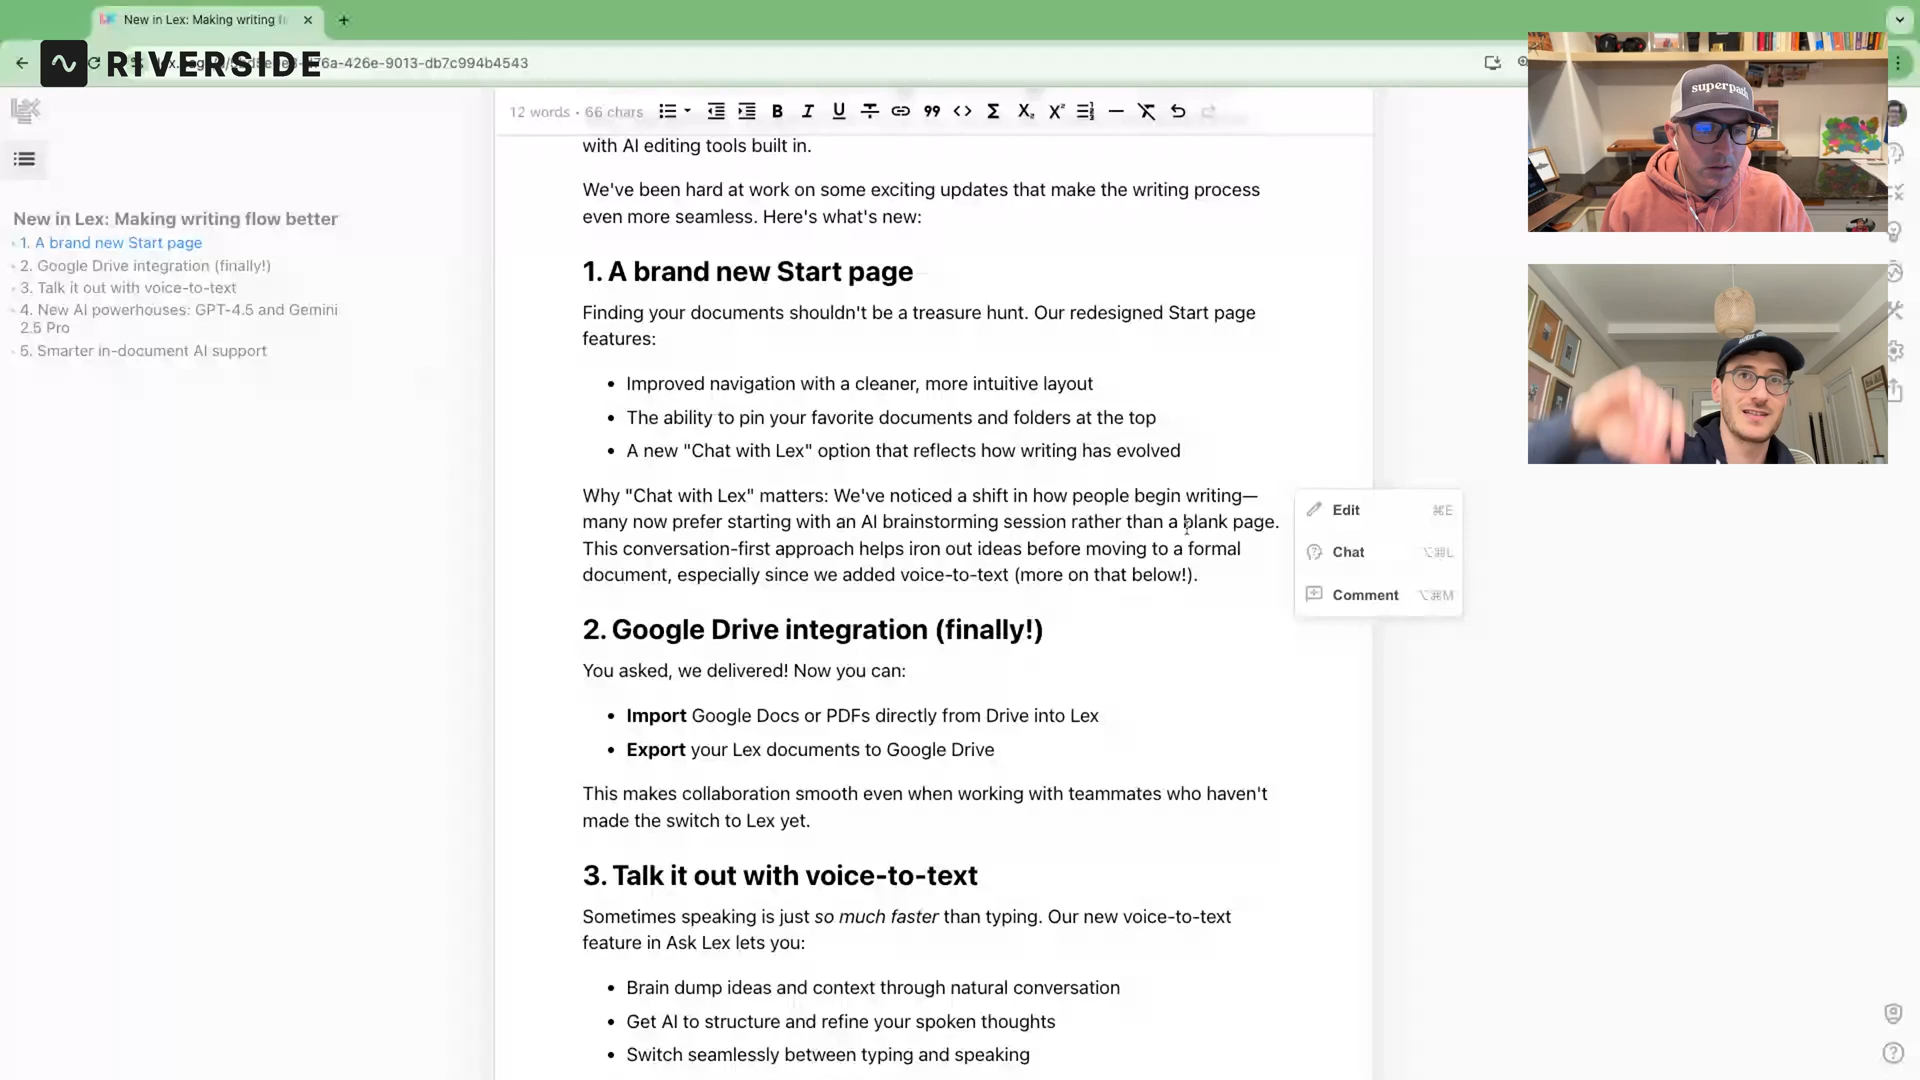 New in Lex: Making writing fl
RIVERSIDE
76a-426e-9013-db7c994b4543
superpath
12 words • 66 chars
with AI editing tools built in.
We've been hard at work on some exciting updates that make the writing process
even more seamless. Here's what's new:
New in Lex: Making writing flow better
1. A brand new Start page
2. Google Drive integration (finally!)
3. Talk it out with voice-to-text
4. New AI powerhouses: GPT-4.5 and Gemini
2.5 Pro
5. Smarter in-document AI support
1. A brand new Start page
Finding your documents shouldn't be a treasure hunt. Our redesigned Start page
features:
• Improved navigation with a cleaner, more intuitive layout
• The ability to pin your favorite documents and folders at the top
• A new "Chat with Lex" option that reflects how writing has evolved
Why "Chat with Lex" matters: We've noticed a shift in how people begin writing—
many now prefer starting with an AI brainstorming session rather than a blank page.
This conversation-first approach helps iron out ideas before moving to a formal
document, especially since we added voice-to-text (more on that below!).
Edit ⌘E
Chat ⌥⌘L
Comment ⌥⌘M
2. Google Drive integration (finally!)
You asked, we delivered! Now you can:
• Import Google Docs or PDFs directly from Drive into Lex
• Export your Lex documents to Google Drive
This makes collaboration smooth even when working with teammates who haven't
made the switch to Lex yet.
3. Talk it out with voice-to-text
Sometimes speaking is just so much faster than typing. Our new voice-to-text
feature in Ask Lex lets you:
• Brain dump ideas and context through natural conversation
• Get AI to structure and refine your spoken thoughts
• Switch seamlessly between typing and speaking